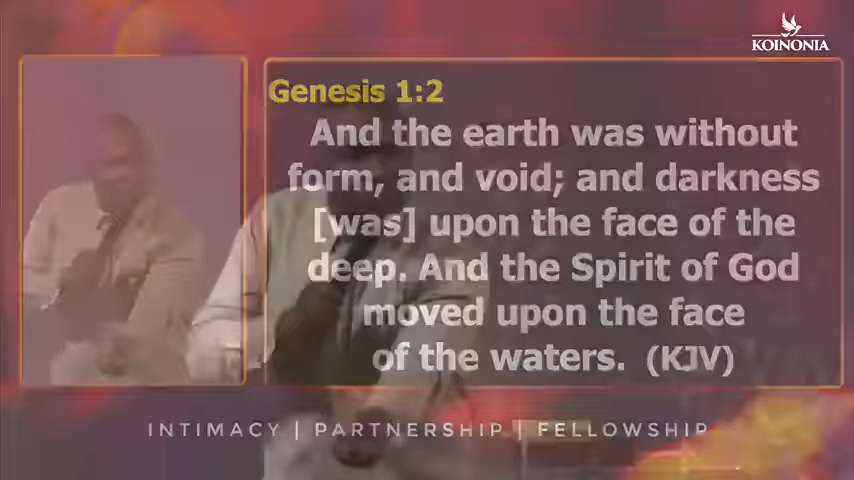 KOINONIA
Genesis 1:2
And the earth was without
form, and void; and darkness
[was] upon the face of the
deep. And the Spirit of God
moved upon the face
of the waters. (KJV)
INTIMACY | PARTNERSHIP | FELLOWSHIP